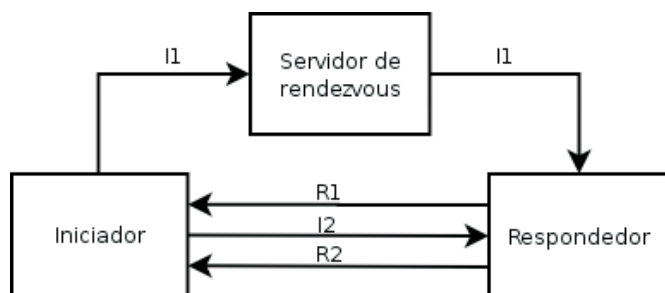 I1
Servidor de
rendezvous
I1
Iniciador
R1
I2
R2
Respondedor